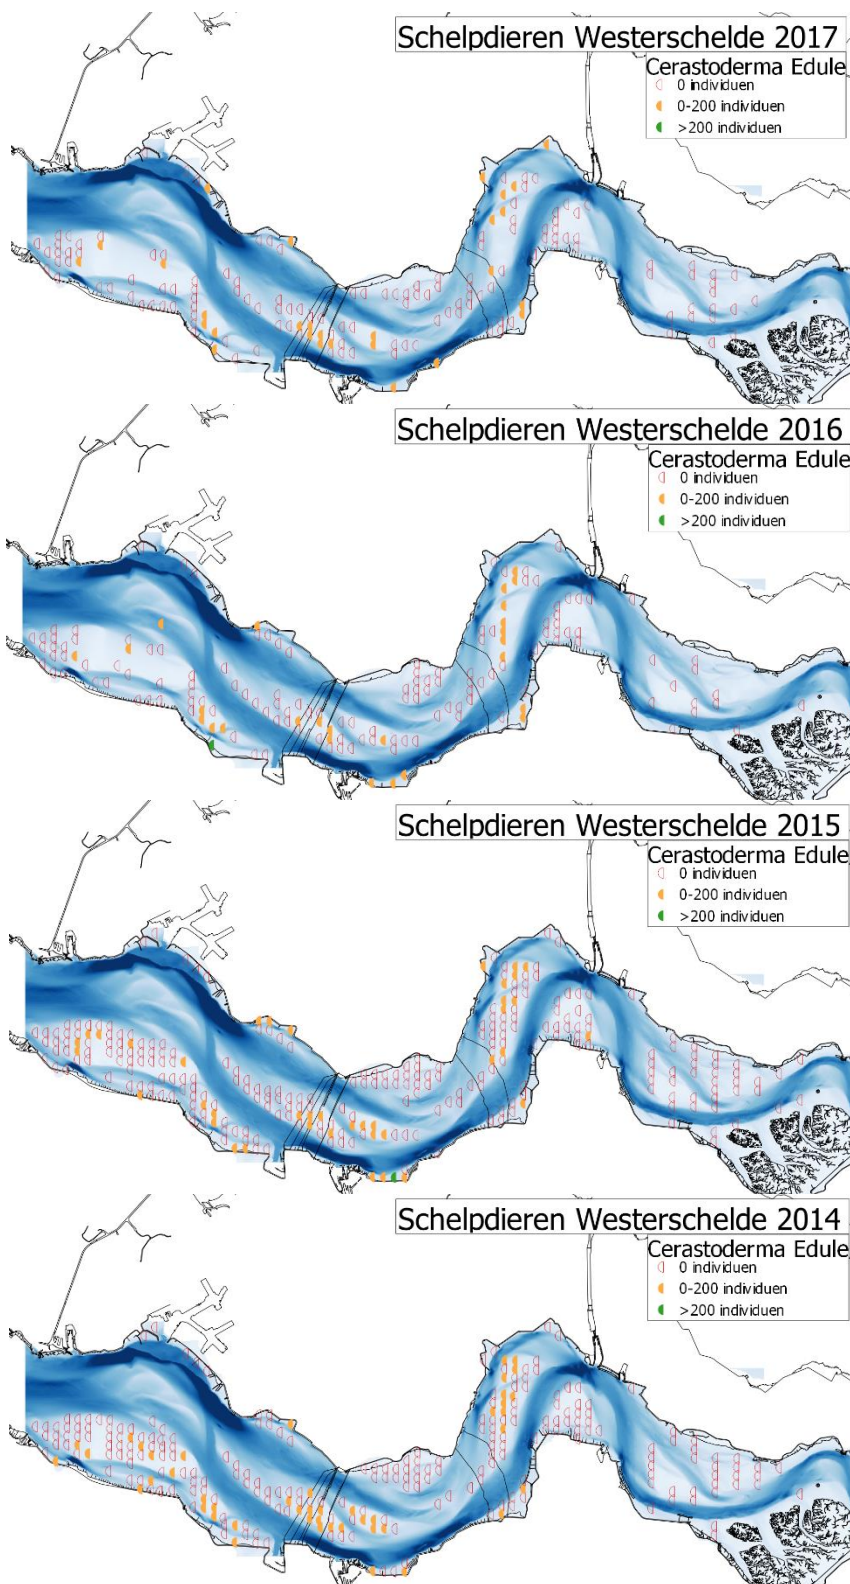 Schelpdieren Westerschelde 2017
Cerastoderma Edule
0 individuen
0-200 individuen
>200 individuen
Schelpdieren Westerschelde 2016
Cerastoderma Edule
0 individuen
0-200 individuen
>200 individuen
Schelpdieren Westerschelde 2015
Cerastoderma Edule
0 individuen
0-200 individuen
>200 individuen
Schelpdieren Westerschelde 2014
Cerastoderma Edule
0 individuen
0-200 individuen
>200 individuen